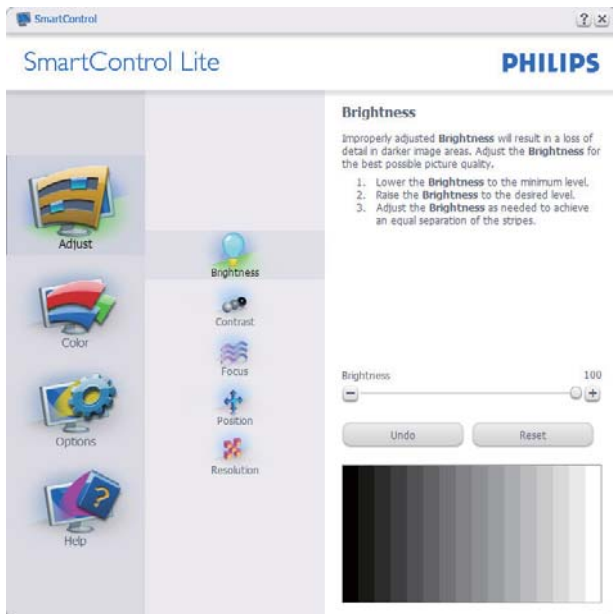 SmartControl
SmartControl Lite
PHILIPS
Adjust
Color
Options
Help
Brightness
Contrast
Focus
Position
Resolution
Brightness
Improperly adjusted Brightness will result in a loss of
detail in darker image areas. Adjust the Brightness for
the best possible picture quality.
1. Lower the Brightness to the minimum level.
2. Raise the Brightness to the desired level.
3. Adjust the Brightness as needed to achieve
an equal separation of the stripes.
Brightness 100
Undo Reset